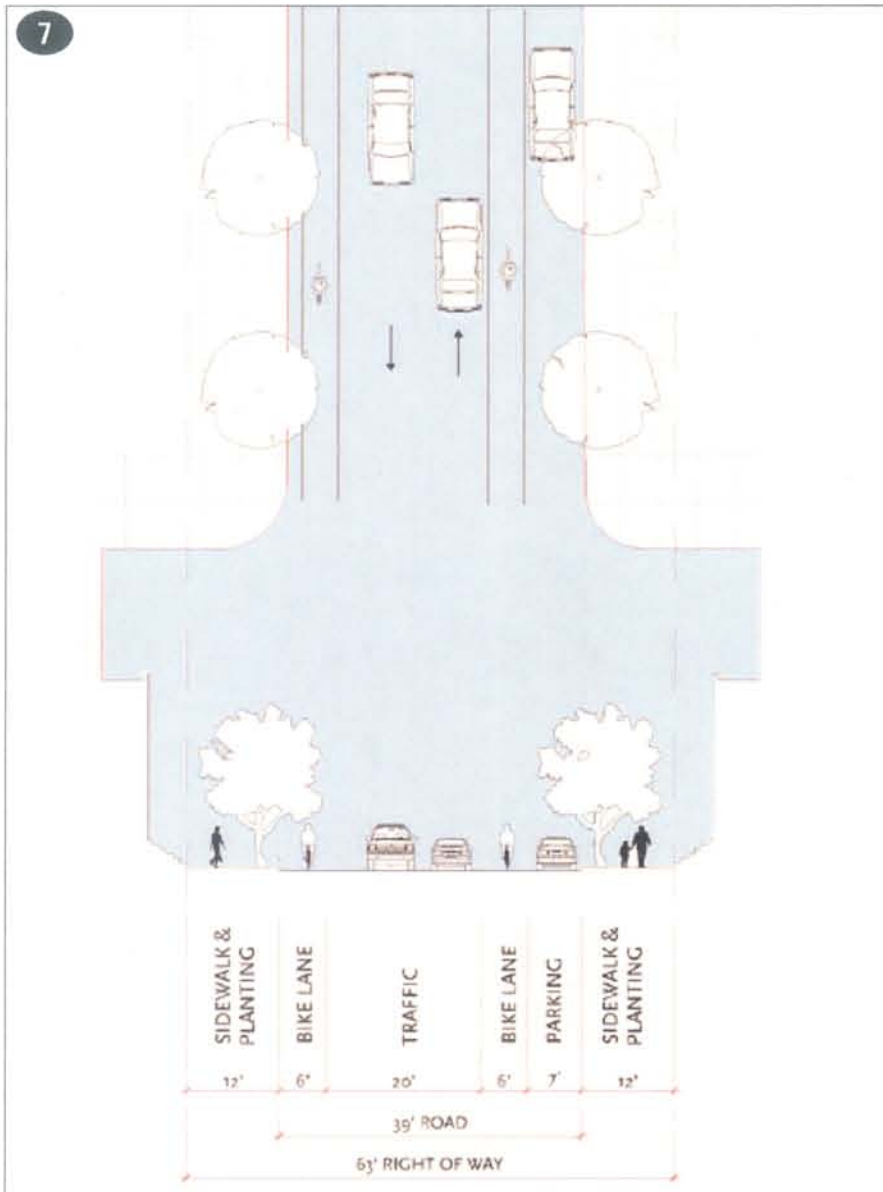 7
SIDEWALK &
PLANTING
BIKE LANE
TRAFFIC
BIKE LANE
PARKING
SIDEWALK &
PLANTING
12'
6'
20'
6'
7'
12'
39' ROAD
63' RIGHT OF WAY